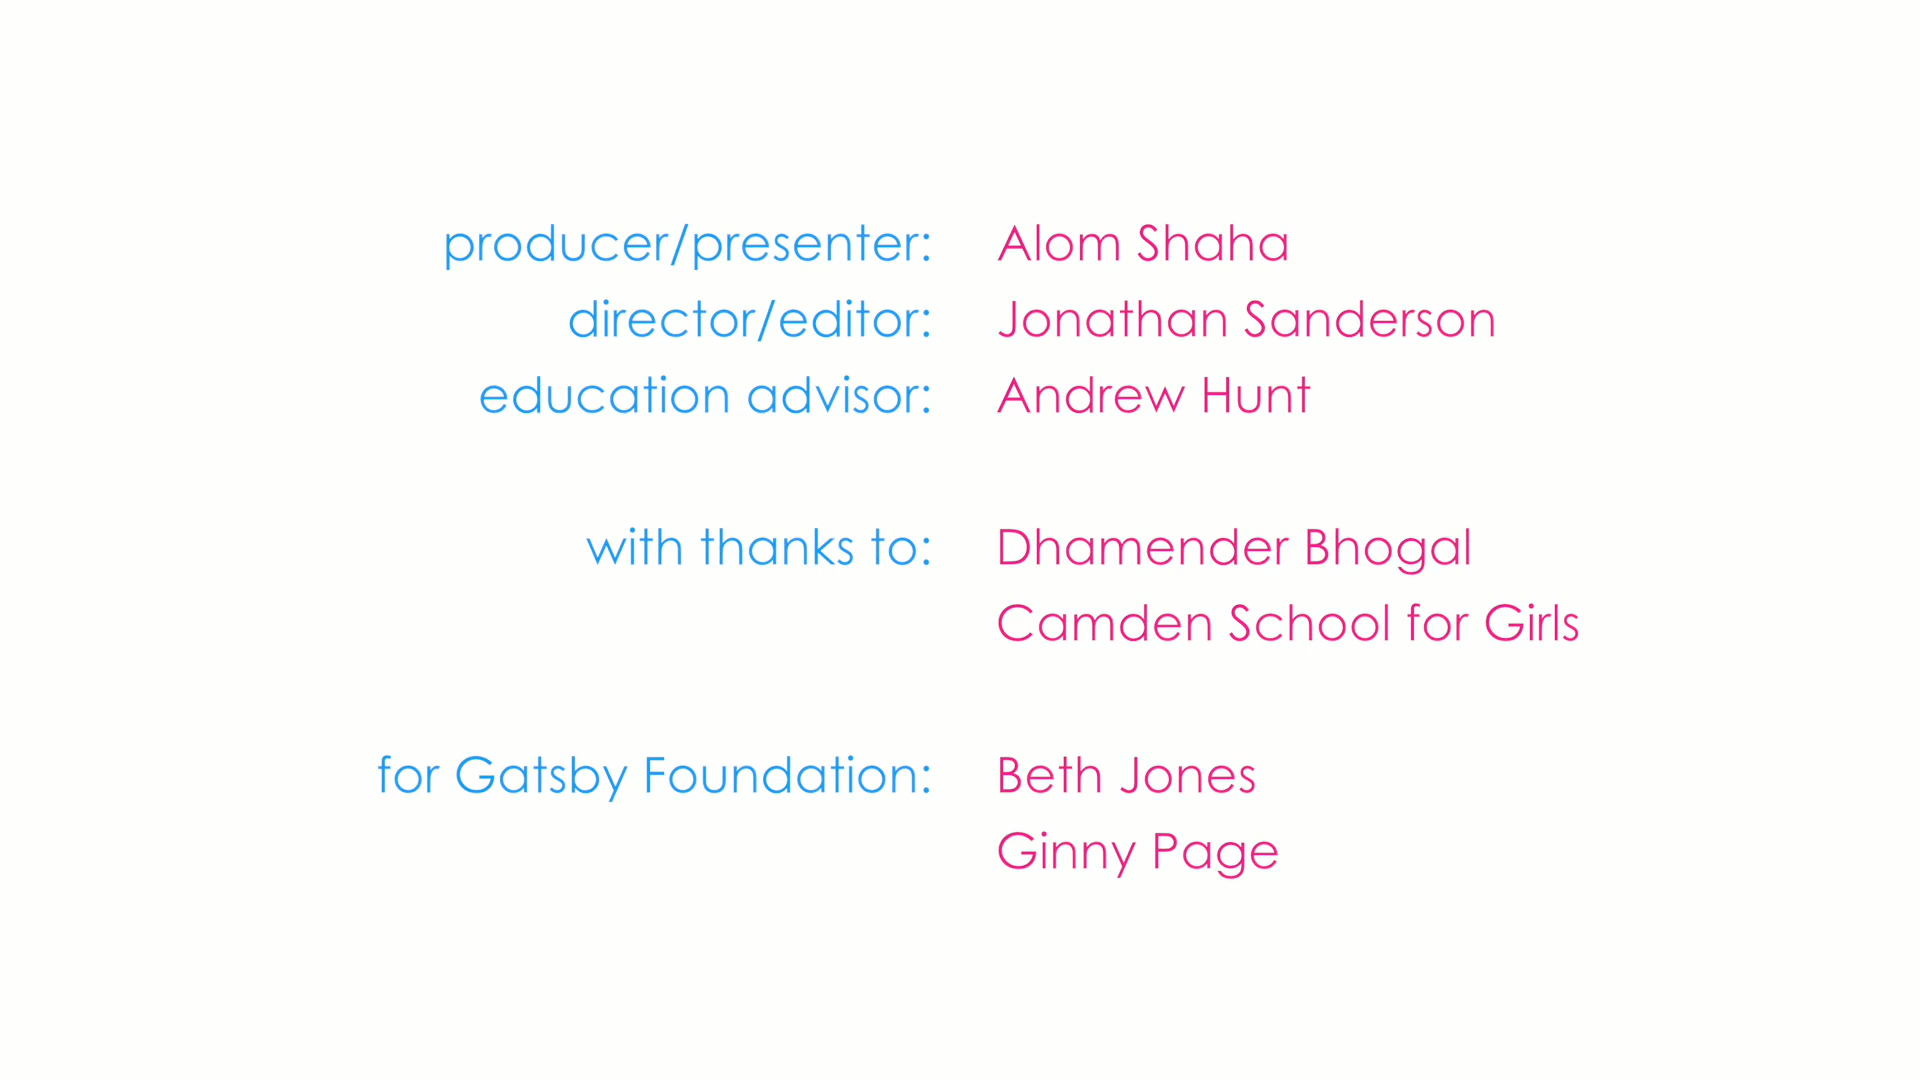 producer/presenter: Alom Shaha
director/editor: Jonathan Sanderson
education advisor: Andrew Hunt
with thanks to: Dhamender Bhogal
Camden School for Girls
for Gatsby Foundation: Beth Jones
Ginny Page